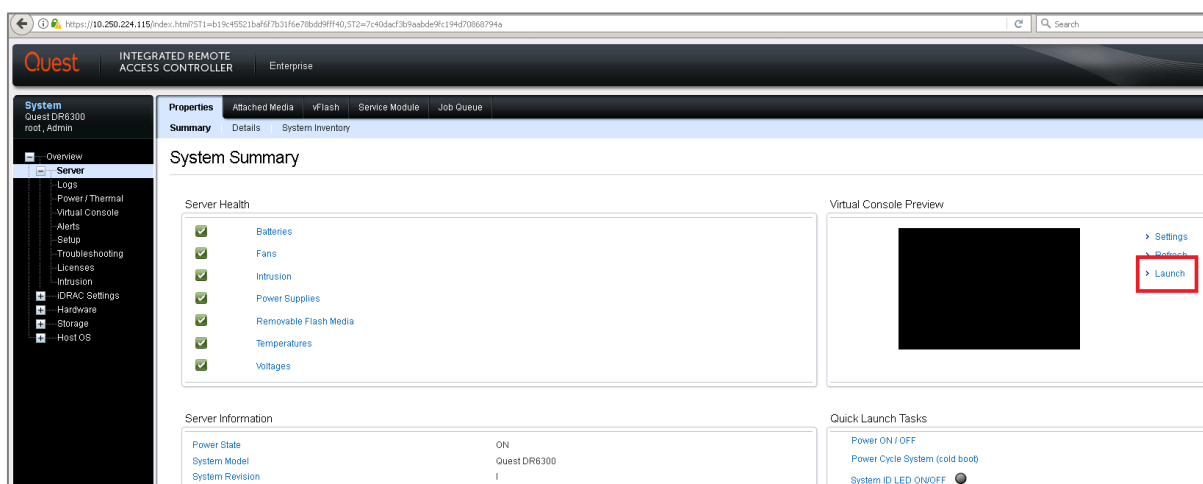 https://10.250.224.115/index.html?ST1=b19c45521baf6f7b31f6e78bdd9fff40,ST2=7c40dacf3b9aabde9fc194d70868794a
Search
Quest
INTEGRATED REMOTE
ACCESS CONTROLLER
Enterprise
System
Quest DR6300
root , Admin
Properties Attached Media vFlash Service Module Job Queue
Summary Details System Inventory
Overview
Server
Logs
Power / Thermal
Virtual Console
Alerts
Setup
Troubleshooting
Licenses
Intrusion
iDRAC Settings
Hardware
Storage
Host OS
System Summary
Server Health
Batteries
Fans
Intrusion
Power Supplies
Removable Flash Media
Temperatures
Voltages
Virtual Console Preview
Settings
Refresh
Launch
Server Information
Power State ON
System Model Quest DR6300
System Revision I
Quick Launch Tasks
Power ON / OFF
Power Cycle System (cold boot)
System ID LED ON/OFF